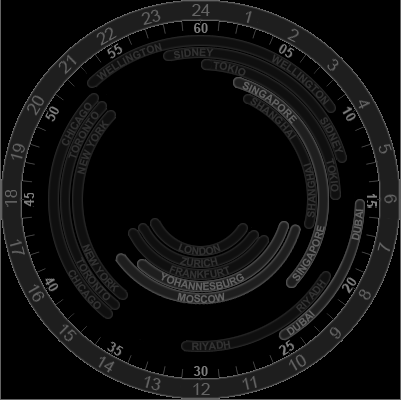 24
1
2
3
4
5
6
7
8
9
10
11
12
13
14
15
16
17
18
19
20
21
22
23
60
05
10
15
20
25
30
35
40
45
50
55
WELLINGTON
WELLINGTON
SIDNEY
SIDNEY
TOKIO
TOKIO
SINGAPORE
SINGAPORE
SHANGHAI
SHANGHAI
DUBAI
DUBAI
RIYADH
RIYADH
CHICAGO
TORONTO
NEW YORK
NEW YORK
TORONTO
CHICAGO
LONDON
ZURICH
FRANKFURT
YOHANNESBURG
MOSCOW